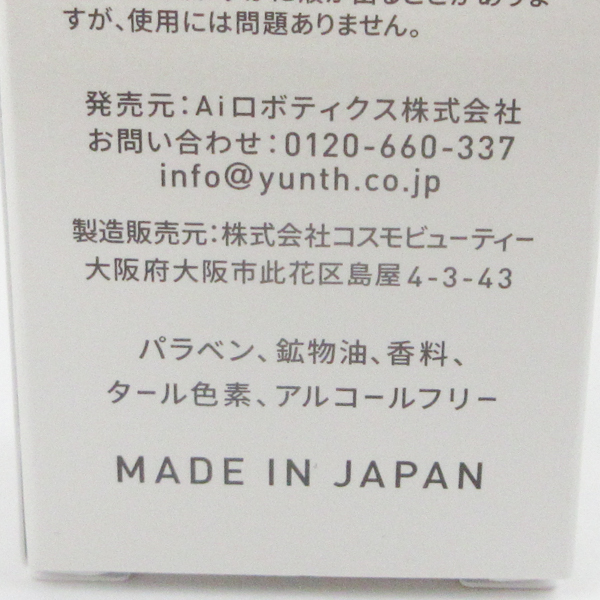 すが、使用には問題ありません。
発売元：Aiロボティクス株式会社
お問い合わせ：0120-660-337
info@yunth.co.jp
製造販売元：株式会社コスモビューティー
大阪府大阪市此花区島屋4-3-43
パラベン、鉱物油、香料、
タール色素、アルコールフリー
MADE IN JAPAN